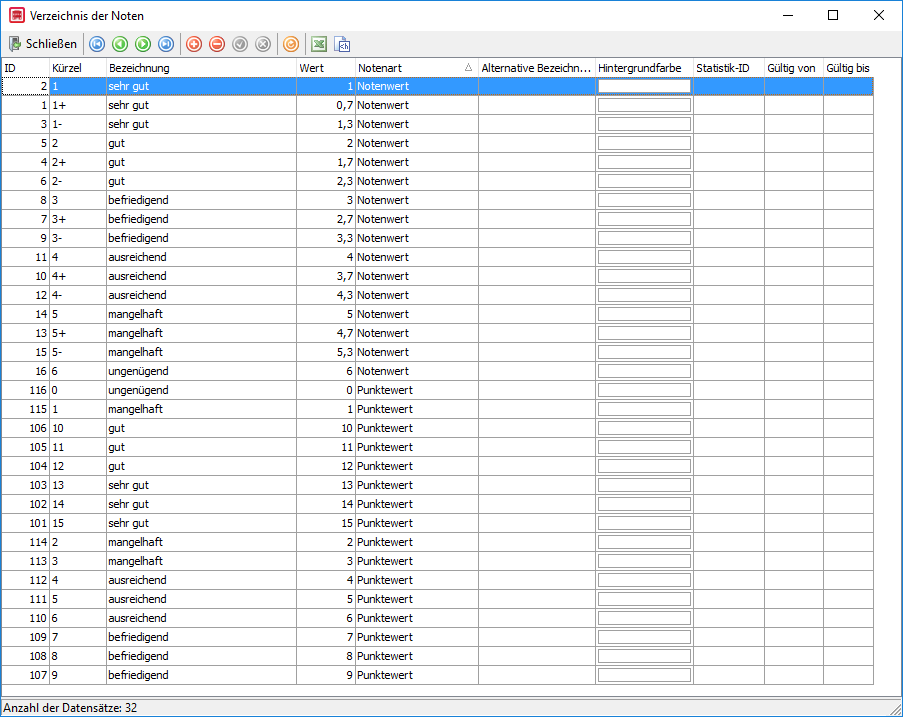 Verzeichnis der Noten
Schließen
ID Kürzel Bezeichnung Wert Notenart Alternative Bezeichn... Hintergrundfarbe Statistik-ID Gültig von Gültig bis
2 1 sehr gut 1 Notenwert
1 1+ sehr gut 0,7 Notenwert
3 1- sehr gut 1,3 Notenwert
5 2 gut 2 Notenwert
4 2+ gut 1,7 Notenwert
6 2- gut 2,3 Notenwert
8 3 befriedigend 3 Notenwert
7 3+ befriedigend 2,7 Notenwert
9 3- befriedigend 3,3 Notenwert
11 4 ausreichend 4 Notenwert
10 4+ ausreichend 3,7 Notenwert
12 4- ausreichend 4,3 Notenwert
14 5 mangelhaft 5 Notenwert
13 5+ mangelhaft 4,7 Notenwert
15 5- mangelhaft 5,3 Notenwert
16 6 ungenügend 6 Notenwert
116 0 ungenügend 0 Punktewert
115 1 mangelhaft 1 Punktewert
106 10 gut 10 Punktewert
105 11 gut 11 Punktewert
104 12 gut 12 Punktewert
103 13 sehr gut 13 Punktewert
102 14 sehr gut 14 Punktewert
101 15 sehr gut 15 Punktewert
114 2 mangelhaft 2 Punktewert
113 3 mangelhaft 3 Punktewert
112 4 ausreichend 4 Punktewert
111 5 ausreichend 5 Punktewert
110 6 ausreichend 6 Punktewert
109 7 befriedigend 7 Punktewert
108 8 befriedigend 8 Punktewert
107 9 befriedigend 9 Punktewert
Anzahl der Datensätze: 32